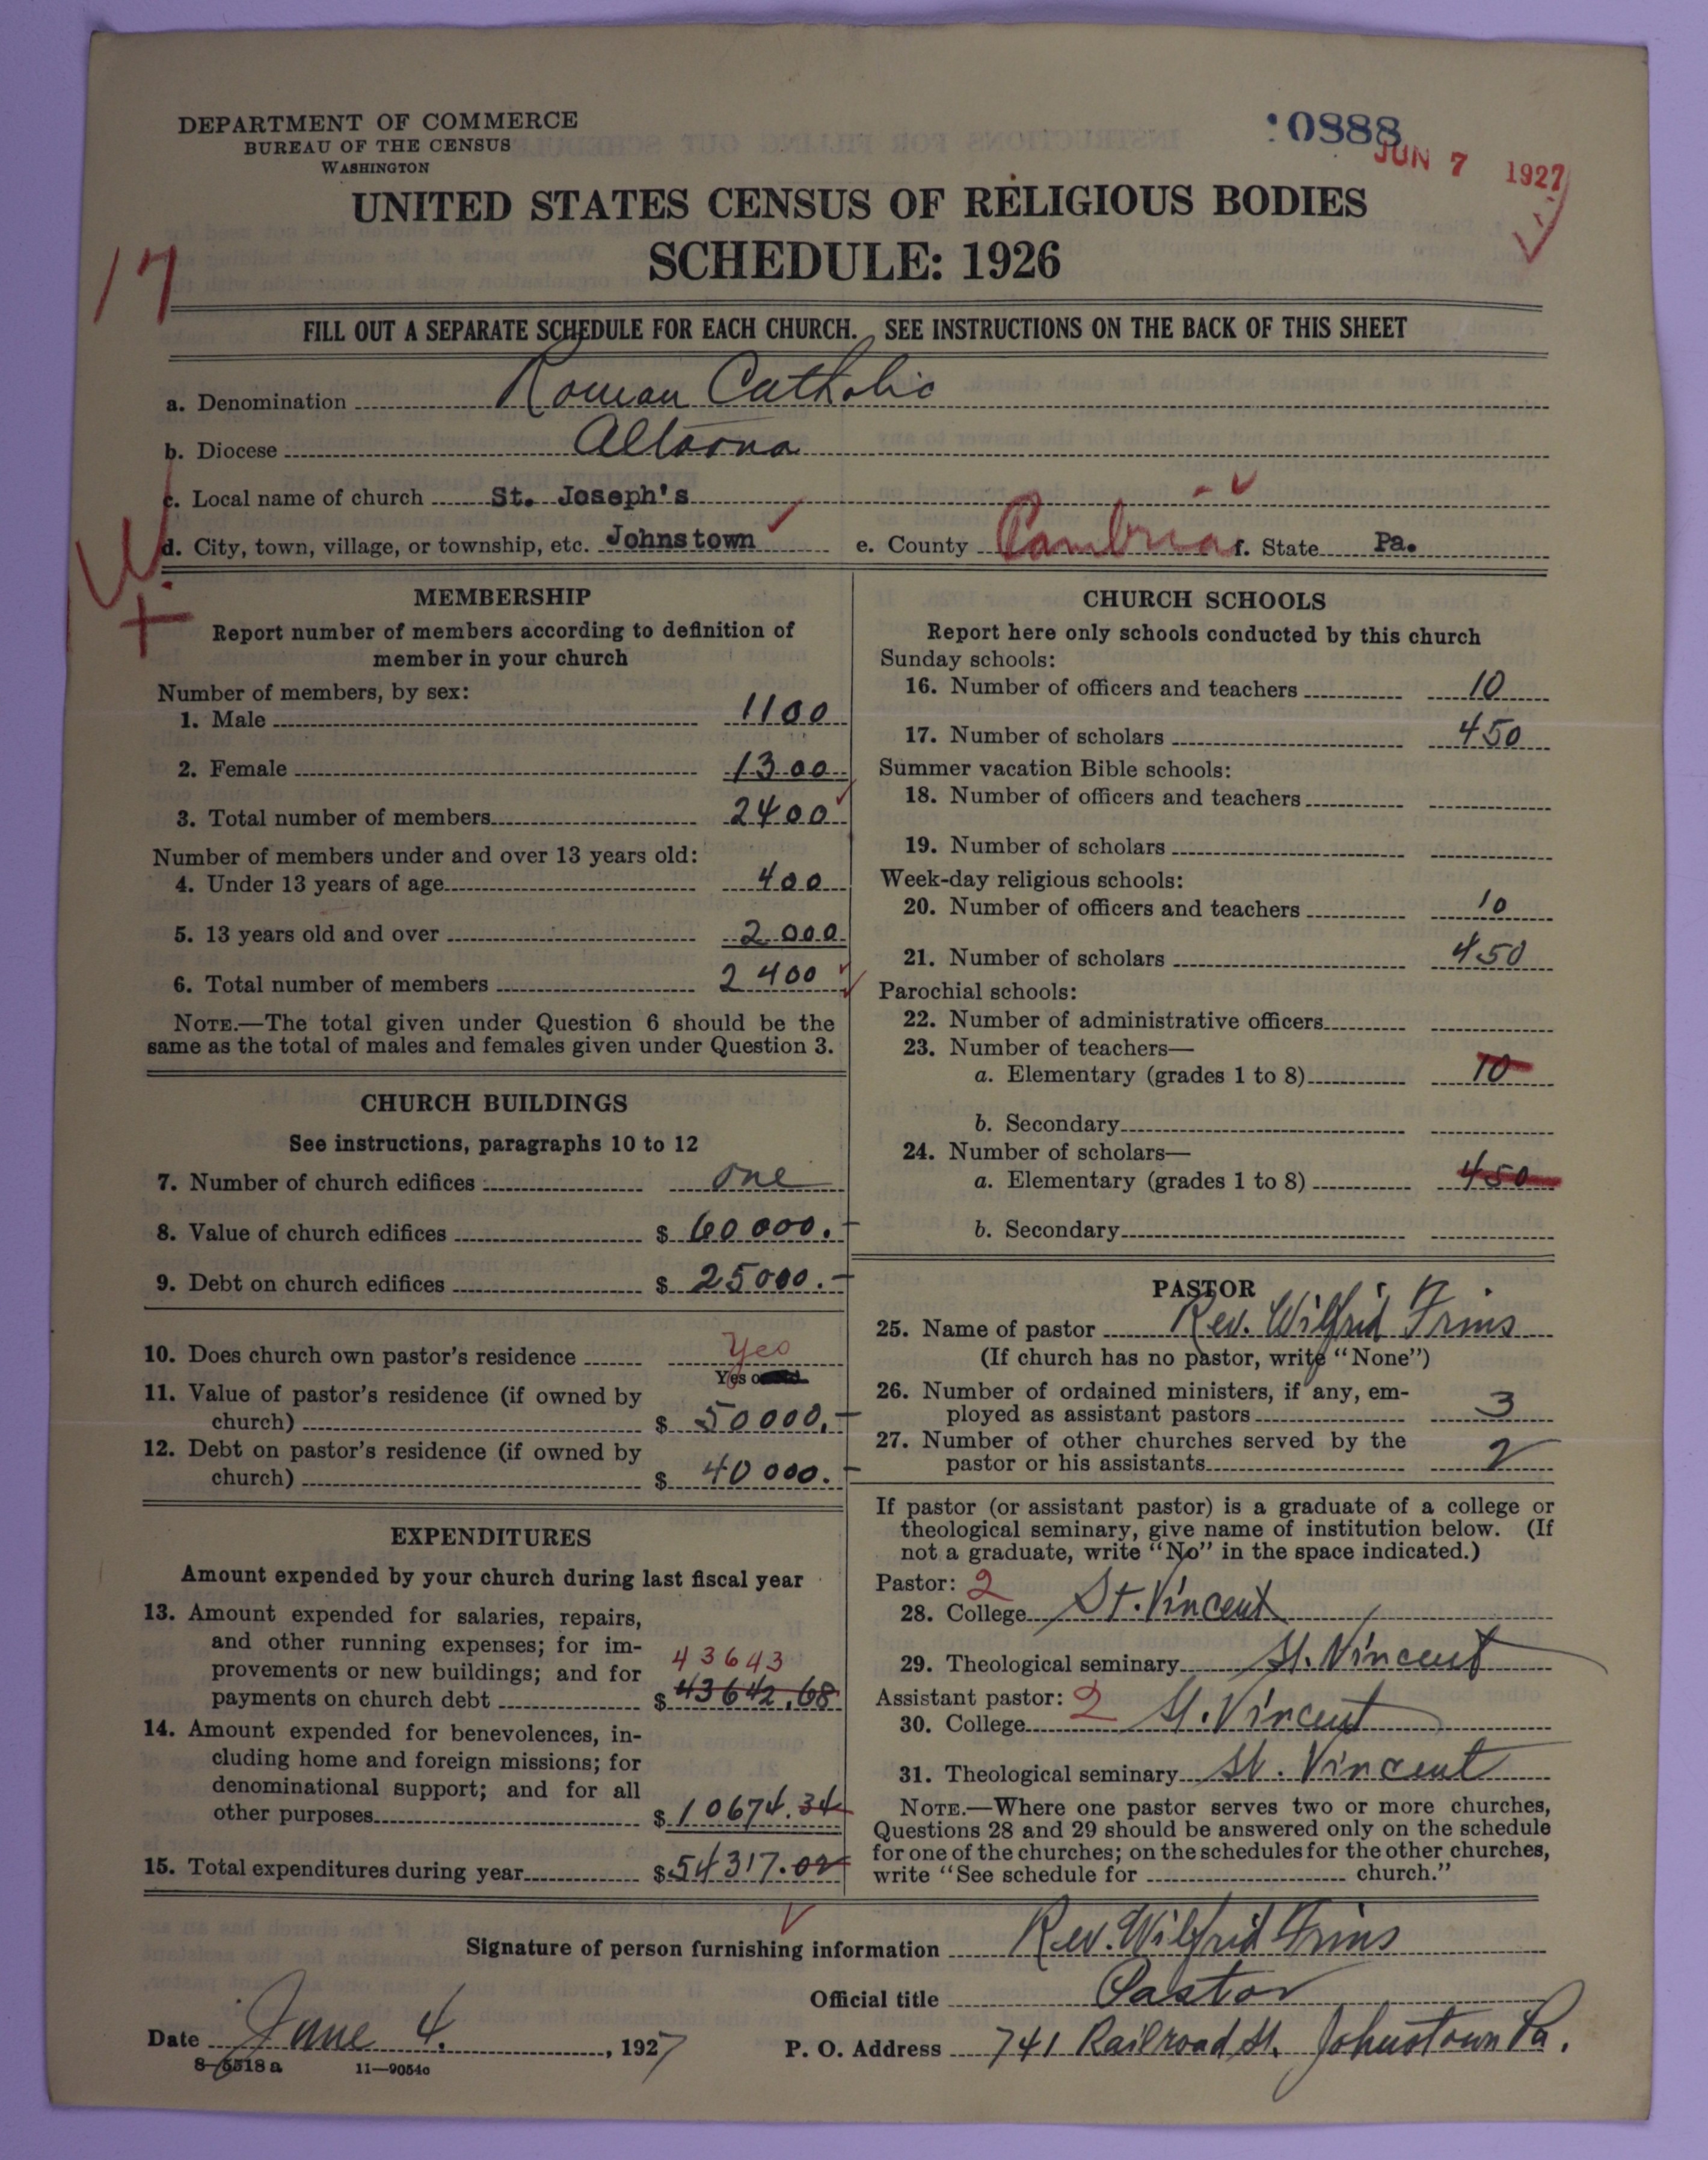 DEPARTMENT OF COMMERCE
BUREAU OF THE CENSUS
WASHINGTON
0888
JUN 7 1927
UNITED STATES CENSUS OF RELIGIOUS BODIES
SCHEDULE: 1926
17
FILL OUT A SEPARATE SCHEDULE FOR EACH CHURCH. SEE INSTRUCTIONS ON THE BACK OF THIS SHEET
a. Denomination Roman Catholic
b. Diocese Altoona
c. Local name of church St. Joseph's
d. City, town, village, or township, etc. Johnstown e. County Cambria f. State Pa.
MEMBERSHIP
Report number of members according to definition of
member in your church
Number of members, by sex:
1. Male 1100
2. Female 1300
3. Total number of members 2400
Number of members under and over 13 years old:
4. Under 13 years of age 400
5. 13 years old and over 2000
6. Total number of members 2400
NOTE.—The total given under Question 6 should be the
same as the total of males and females given under Question 3.
CHURCH BUILDINGS
See instructions, paragraphs 10 to 12
7. Number of church edifices one
8. Value of church edifices $ 60000.-
9. Debt on church edifices $ 25000.-
10. Does church own pastor's residence Yes
Yes o
11. Value of pastor's residence (if owned by
church) $ 50000.-
12. Debt on pastor's residence (if owned by
church) $ 40000.-
EXPENDITURES
Amount expended by your church during last fiscal year
13. Amount expended for salaries, repairs,
and other running expenses; for im-
provements or new buildings; and for 43643
payments on church debt $ 43642.68
14. Amount expended for benevolences, in-
cluding home and foreign missions; for
denominational support; and for all
other purposes $ 10674.34
15. Total expenditures during year $ 54317.02
CHURCH SCHOOLS
Report here only schools conducted by this church
Sunday schools:
16. Number of officers and teachers 10
17. Number of scholars 450
Summer vacation Bible schools:
18. Number of officers and teachers
19. Number of scholars
Week-day religious schools:
20. Number of officers and teachers 10
21. Number of scholars 450
Parochial schools:
22. Number of administrative officers
23. Number of teachers—
a. Elementary (grades 1 to 8) 10
b. Secondary
24. Number of scholars—
a. Elementary (grades 1 to 8) 450
b. Secondary
PASTOR
25. Name of pastor Rev. Wilfrid
(If church has no pastor, write "None")
26. Number of ordained ministers, if any, em-
ployed as assistant pastors 3
27. Number of other churches served by the
pastor or his assistants 2
If pastor (or assistant pastor) is a graduate of a college or
theological seminary, give name of institution below. (If
not a graduate, write "No" in the space indicated.)
Pastor: 2
28. College St. Vincent
29. Theological seminary St. Vincent
Assistant pastor: 2
30. College St. Vincent
31. Theological seminary St. Vincent
NOTE.—Where one pastor serves two or more churches,
Questions 28 and 29 should be answered only on the schedule
for one of the churches; on the schedules for the other churches,
write "See schedule for church."
Signature of person furnishing information Rev. Wilfrid
Official title Pastor
Date June 4. , 1927 P. O. Address 741 Railroad St. Johnstown Pa.
8-5518 a 11-9054c